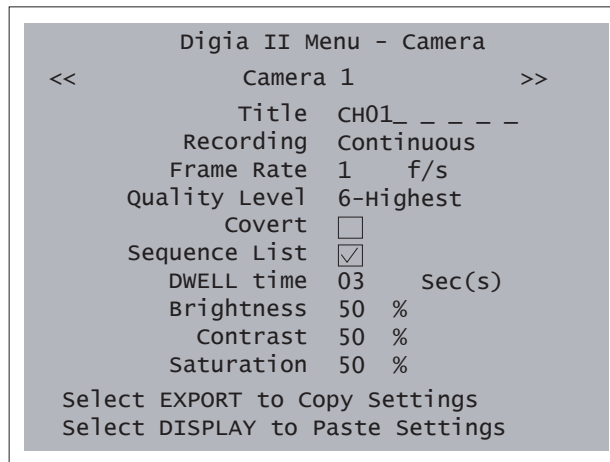 Digia II Menu - Camera
<< Camera 1 >>
Title CH01_ _ _ _ _
Recording Continuous
Frame Rate 1 f/s
Quality Level 6-Highest
Covert
Sequence List
DWELL time 03 Sec(s)
Brightness 50 %
Contrast 50 %
Saturation 50 %
Select EXPORT to Copy Settings
Select DISPLAY to Paste Settings